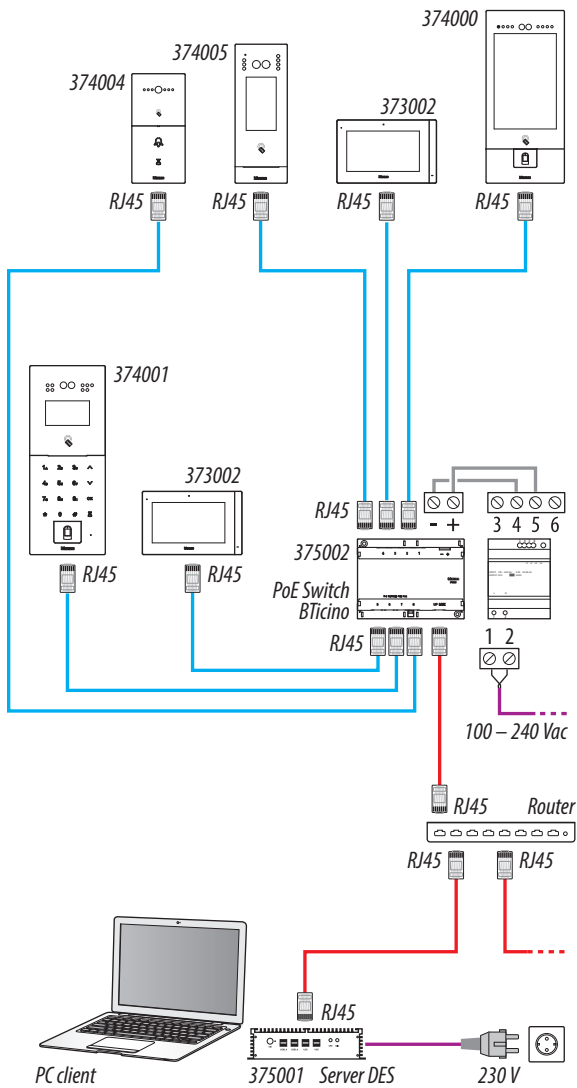 374000
374005
374004
373002
RJ45
RJ45
RJ45
RJ45
374001
373002
RJ45
- +
3 4 5 6
375002
PoE Switch
BTicino
RJ45
RJ45
RJ45
1 2
100 – 240 Vac
RJ45
Router
RJ45
RJ45
RJ45
PC client
375001
Server DES
230 V